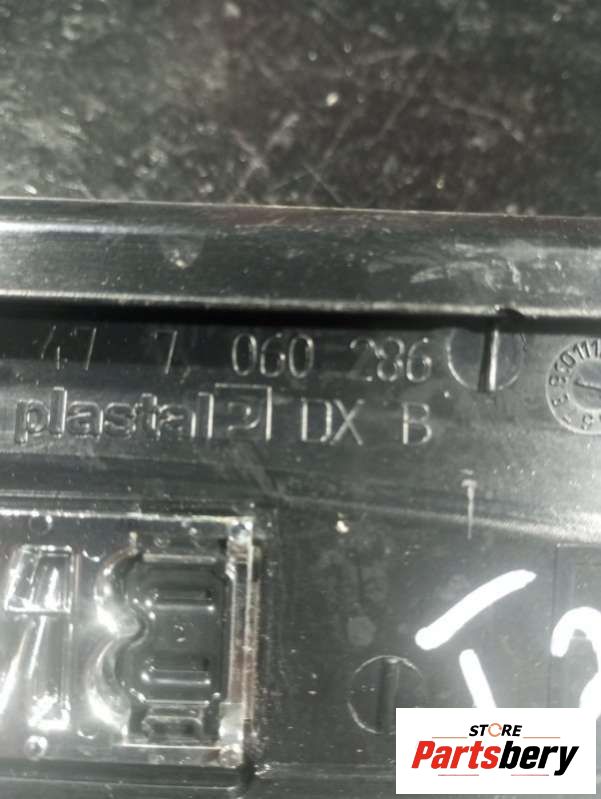 47 7 060 286
plastal DX B
STORE
Partsbery